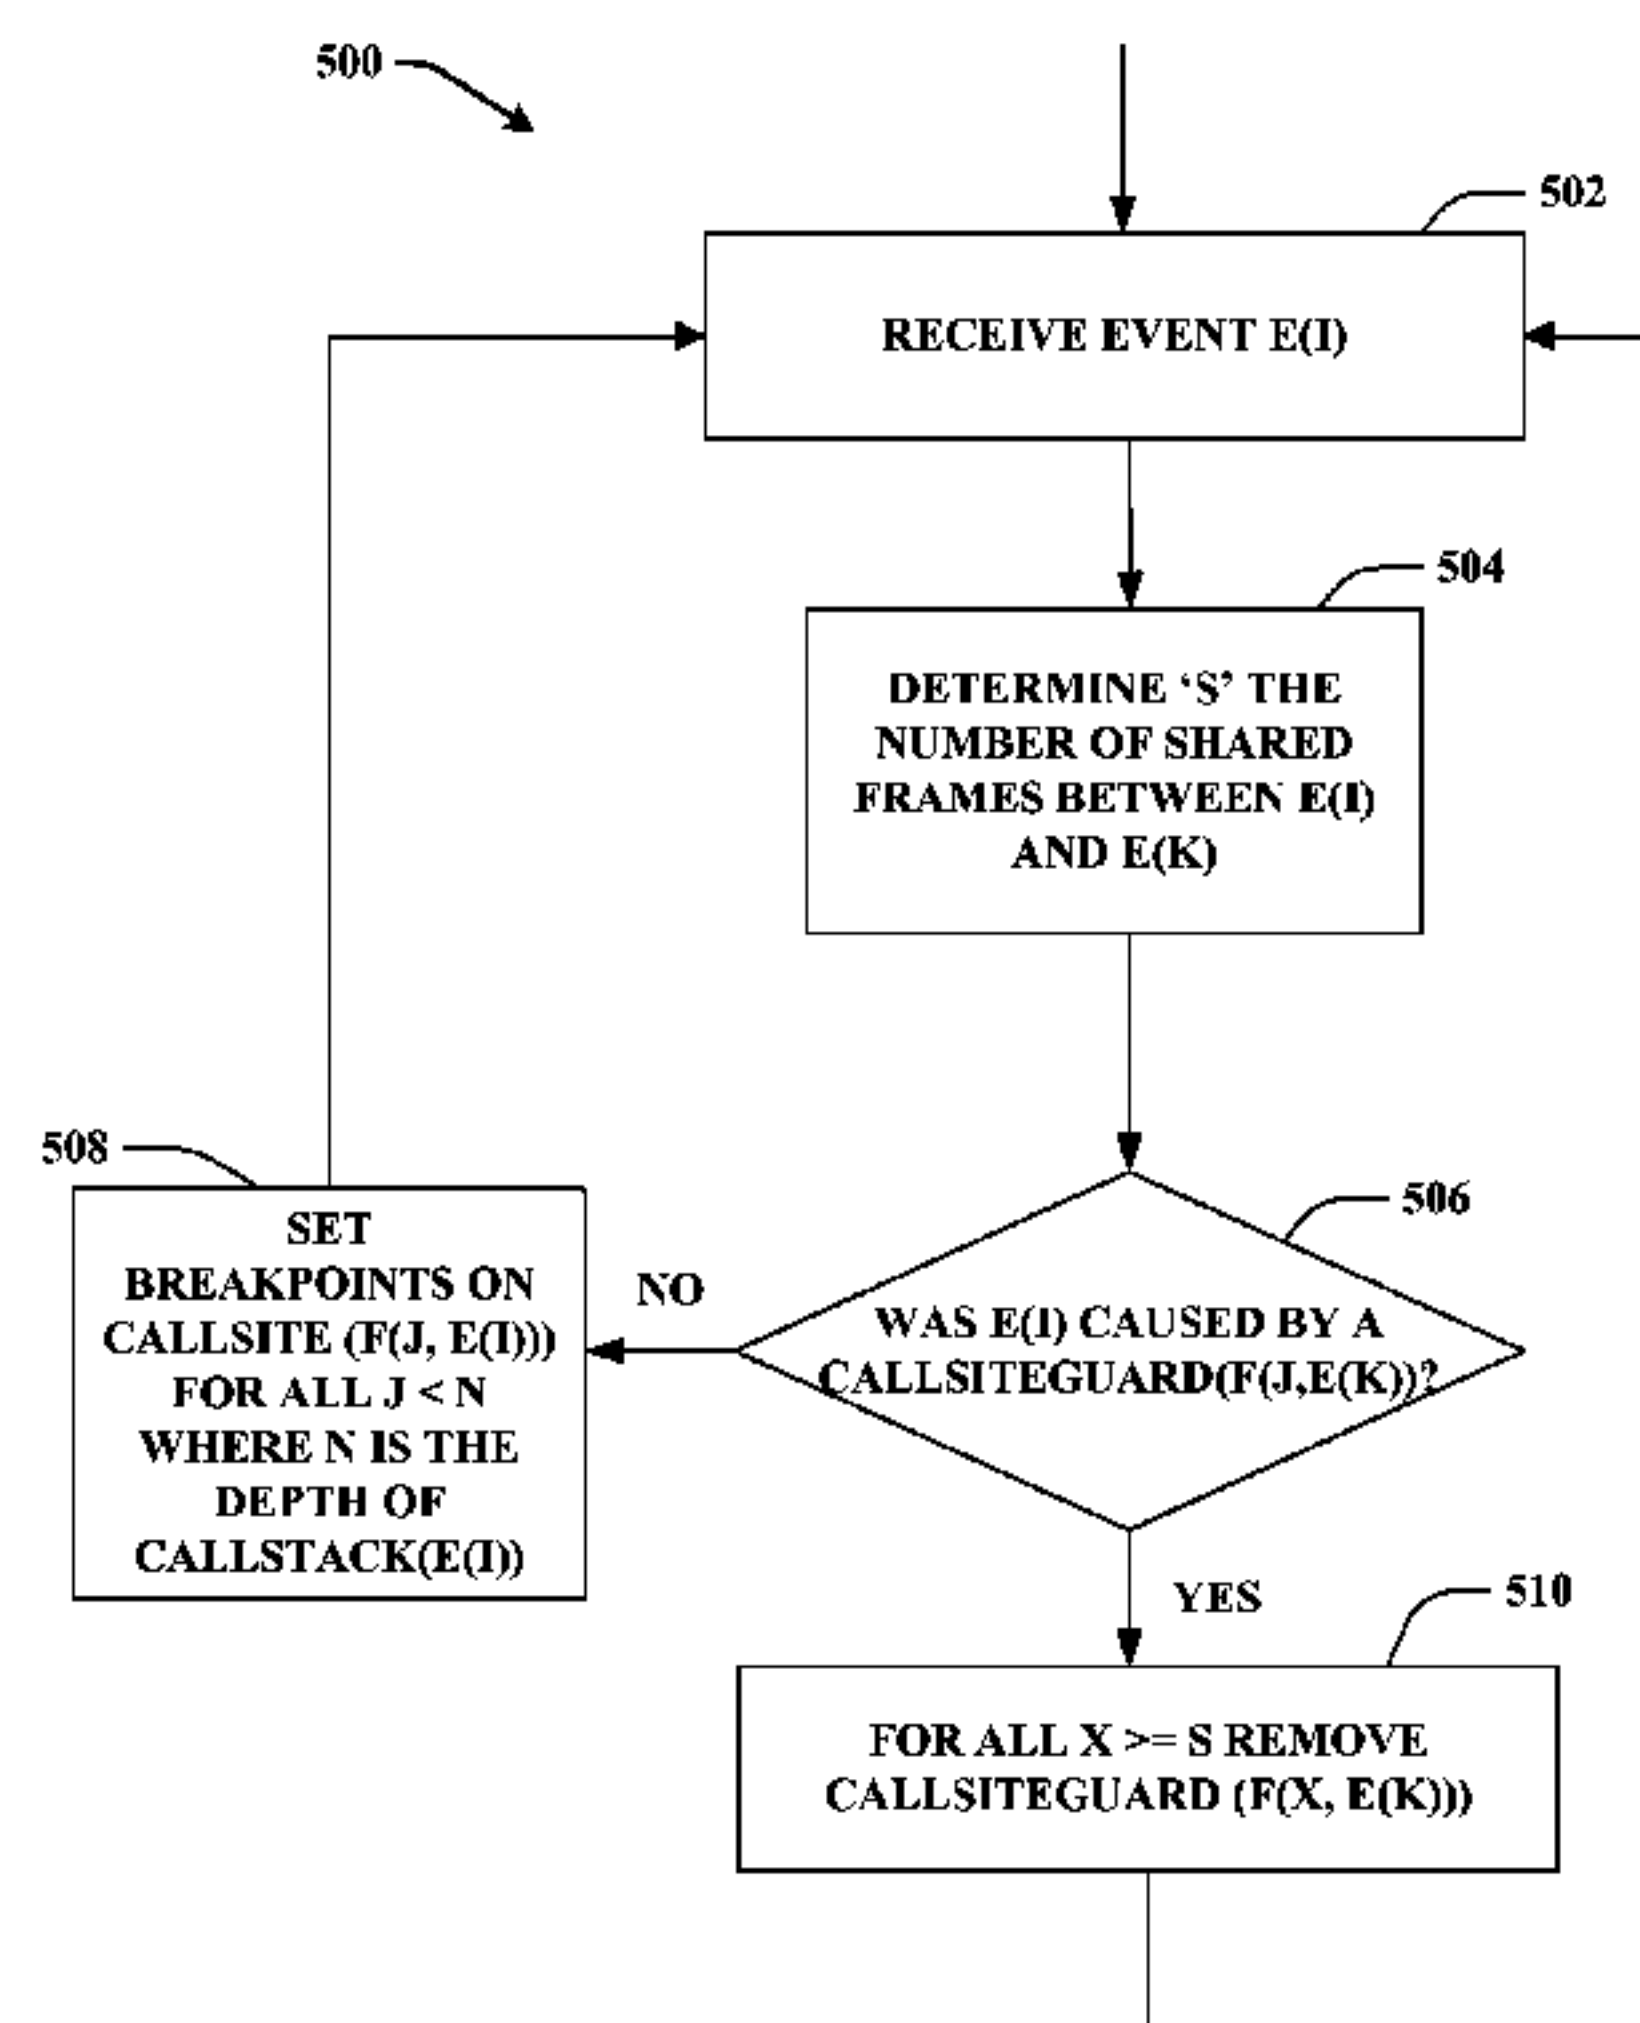 500
502
RECEIVE EVENT E(I)
504
DETERMINE ‘S’ THE
NUMBER OF SHARED
FRAMES BETWEEN E(I)
AND E(K)
508
SET
BREAKPOINTS ON
CALLSITE (F(J, E(I)))
FOR ALL J < N
WHERE N IS THE
DEPTH OF
CALLSTACK(E(I))
NO
506
WAS E(I) CAUSED BY A
CALLSITEGUARD(F(J,E(K))?
YES
510
FOR ALL X >= S REMOVE
CALLSITEGUARD (F(X, E(K)))